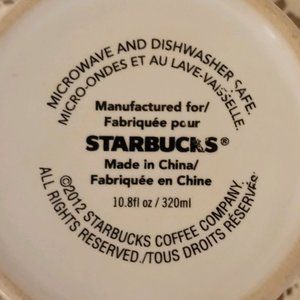 MICROWAVE AND DISHWASHER SAFE.
MICRO-ONDES ET AU LAVE-VAISSELLE.
Manufactured for/
Fabriquée pour
STARBUCKS®
Made in China/
Fabriquée en Chine
10.8fl oz / 320ml
©2012 STARBUCKS COFFEE COMPANY.
ALL RIGHTS RESERVED./TOUS DROITS RÉSERVÉS.